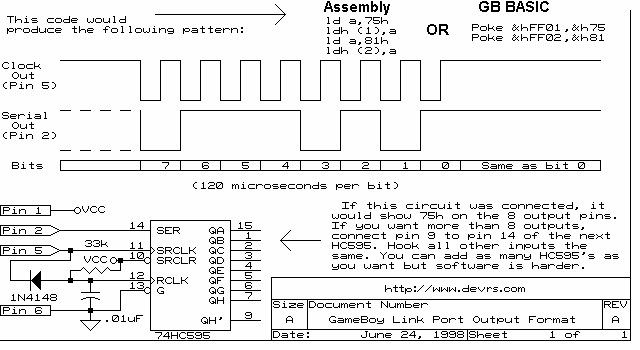 Assembly
GB BASIC
This code would
produce the following pattern:
ld a,75h
ldh (1),a
ld a,81h
ldh (2),a
OR
Poke &hFF01,&h75
Poke &hFF02,&h81
Clock
Out
(Pin 5)
Serial
Out
(Pin 2)
Bits 7 6 5 4 3 2 1 0 Same as bit 0
(120 microseconds per bit)
Pin 1 VCC
Pin 2 14 SER QA 15
QB 1
Pin 5 33k 11 SRCLK QC 2
VCC 10 SRCLR QD 3
QE 4
12 RCLK QF 5
1N4148 13 G QG 6
QH 7
Pin 6 .01uF
QH' 9
74HC595
If this circuit was connected, it
would show 75h on the 8 output pins.
If you want more than 8 outputs,
connect pin 9 to pin 14 of the next
HC595. Hook all other inputs the
same. You can add as many HC595's as
you want but software is harder.
http://www.devrs.com
Size Document Number REV
A GameBoy Link Port Output Format A
Date: June 24, 1998 Sheet 1 of 1